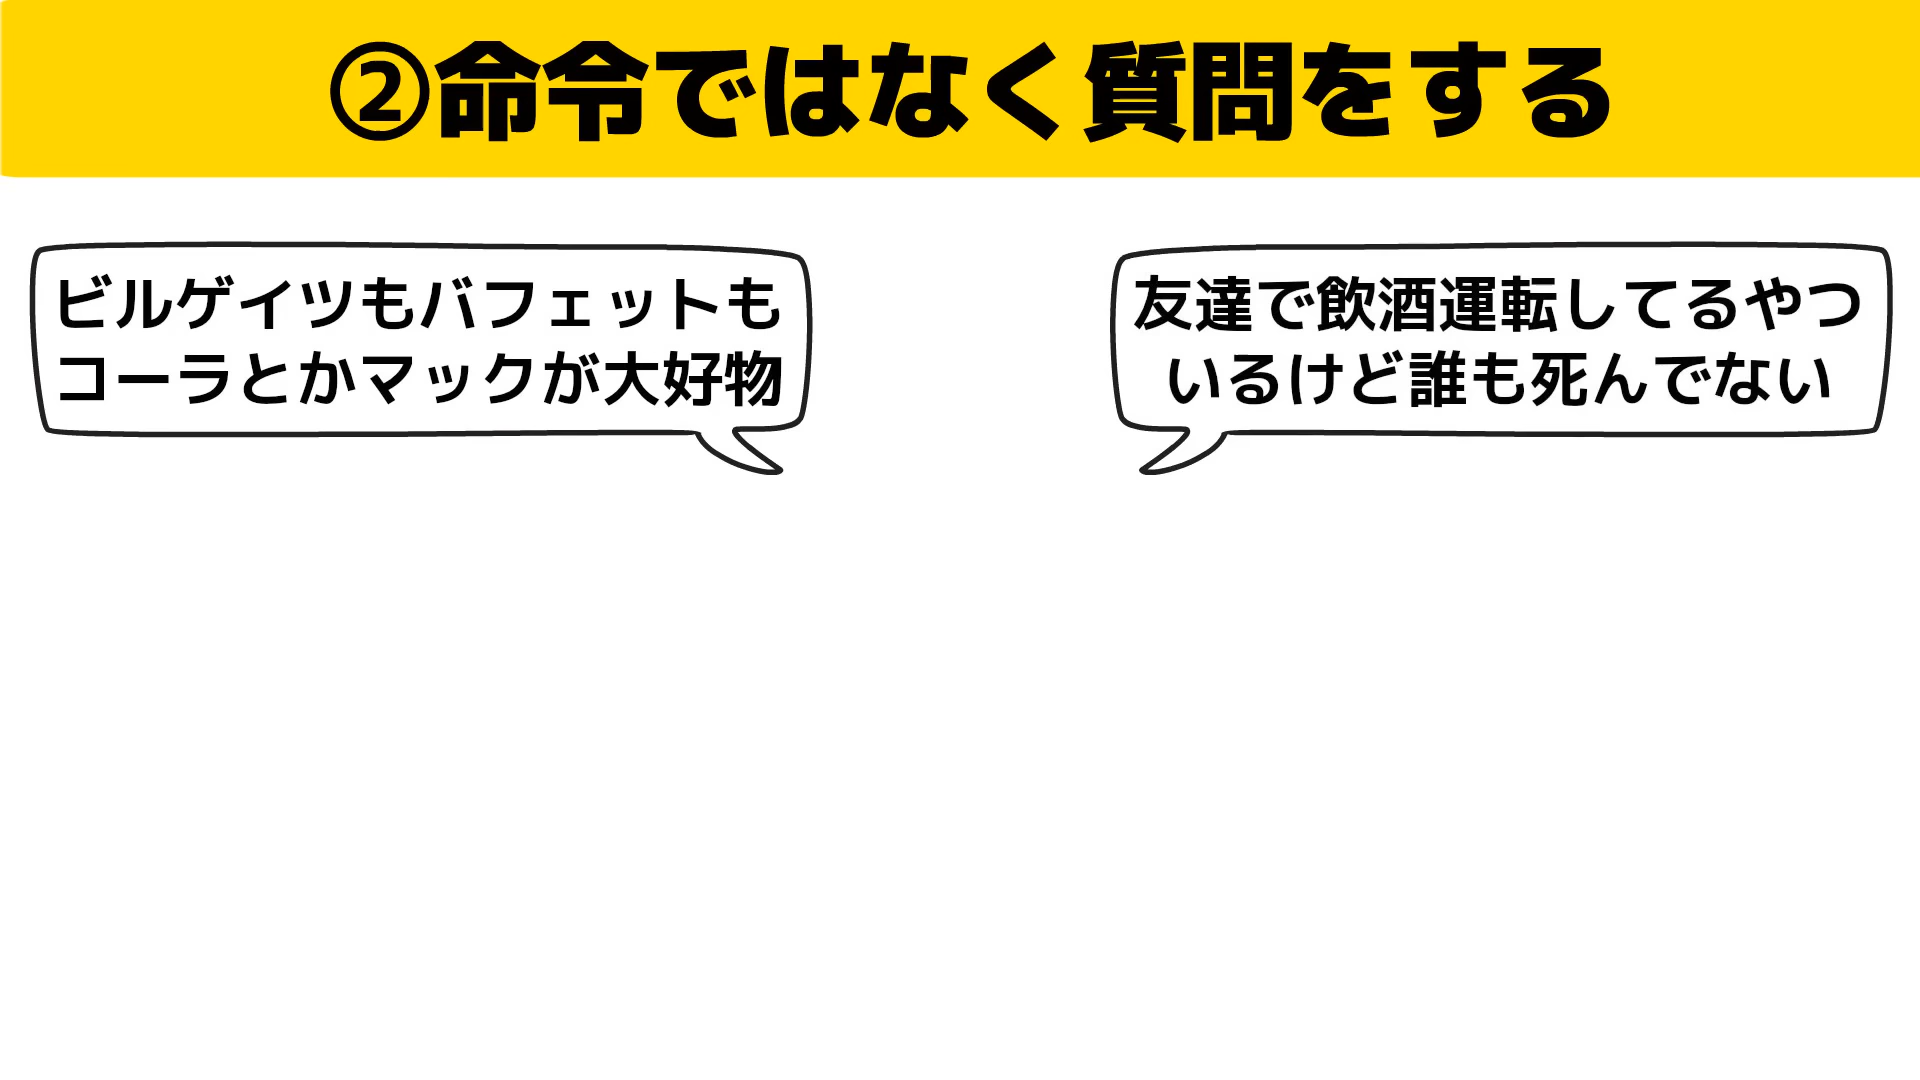 ②命令ではなく質問をする
ビルゲイツもバフェットも
コーラとかマックが大好物
友達で飲酒運転してるやつ
いるけど誰も死んでない